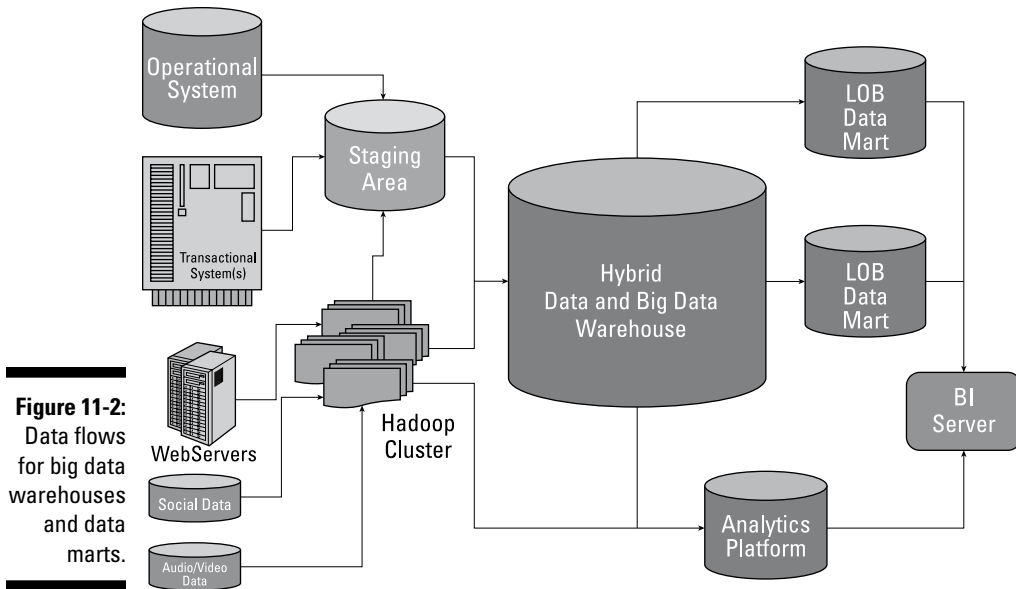 Operational
System
Staging
Area
Transactional
System(s)
WebServers
Social Data
Audio/Video
Data
Hadoop
Cluster
Hybrid
Data and Big Data
Warehouse
LOB
Data
Mart
LOB
Data
Mart
BI
Server
Analytics
Platform
Figure 11-2:
Data flows
for big data
warehouses
and data
marts.